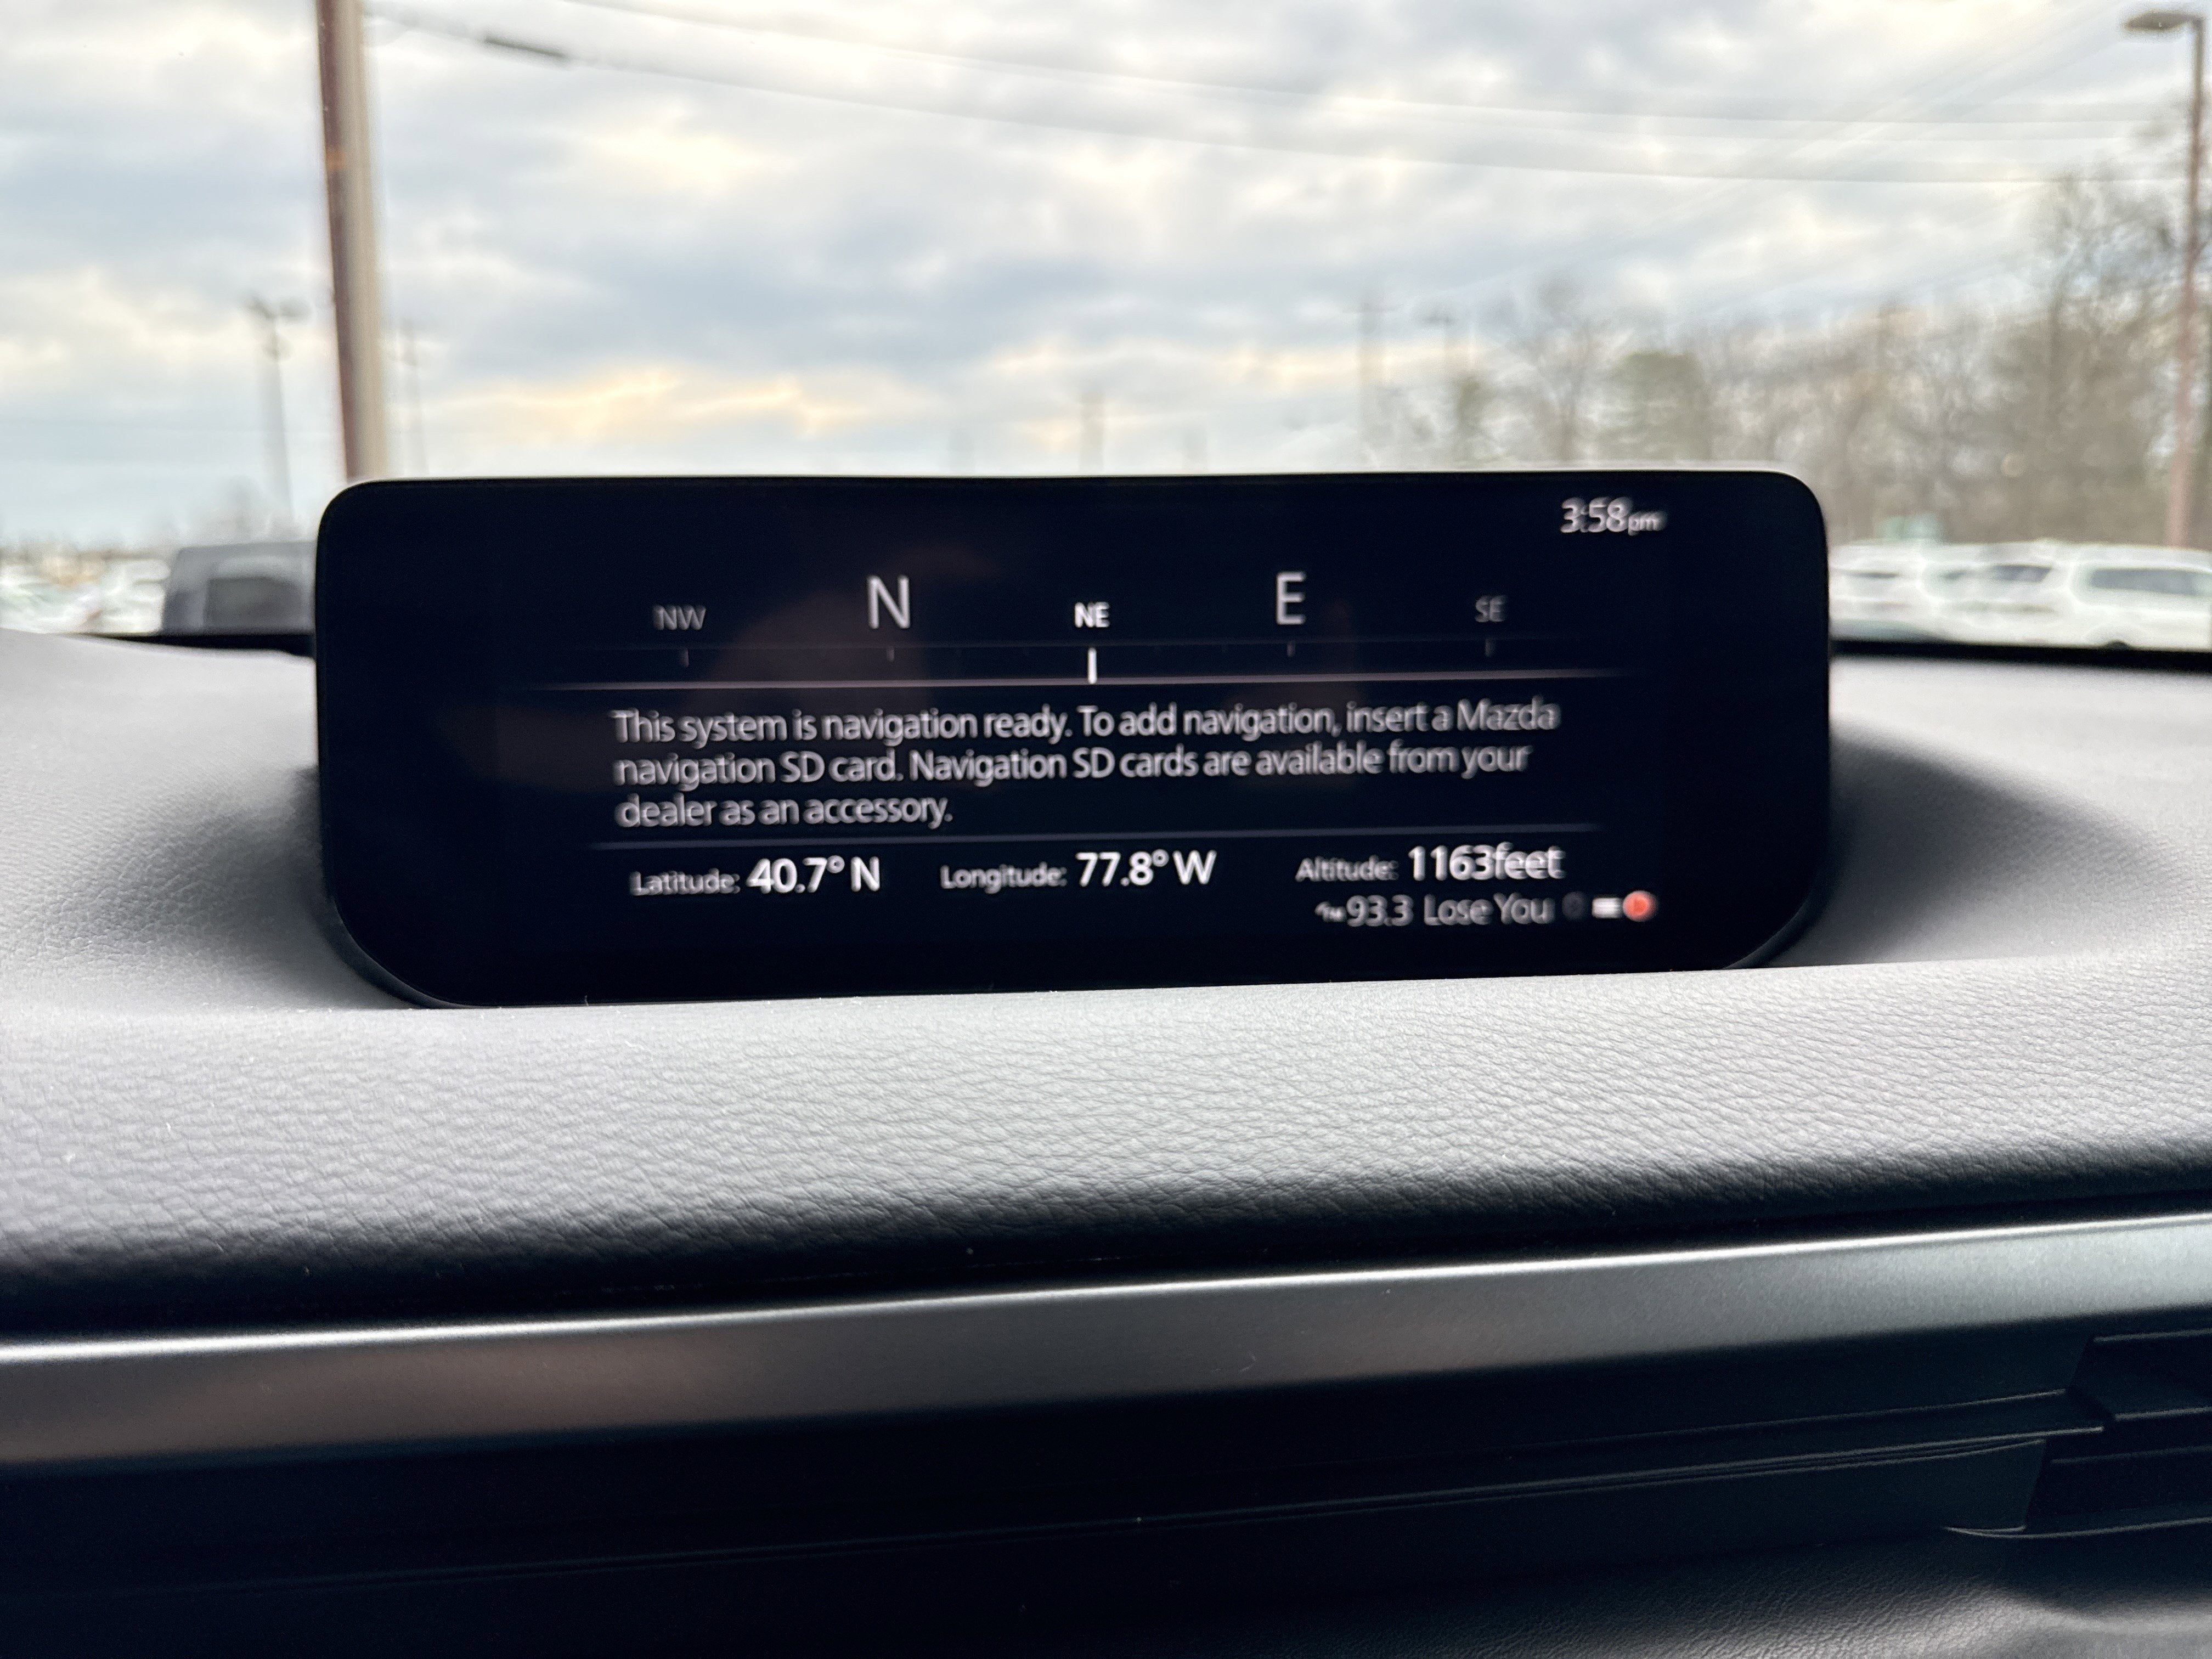 3:58pm
NW N NE E SE
This system is navigation ready. To add navigation, insert a Mazda
navigation SD card. Navigation SD cards are available from your
dealer as an accessory.
Latitude: 40.7° N Longitude: 77.8° W Altitude: 1163feet
FM 93.3 Lose You